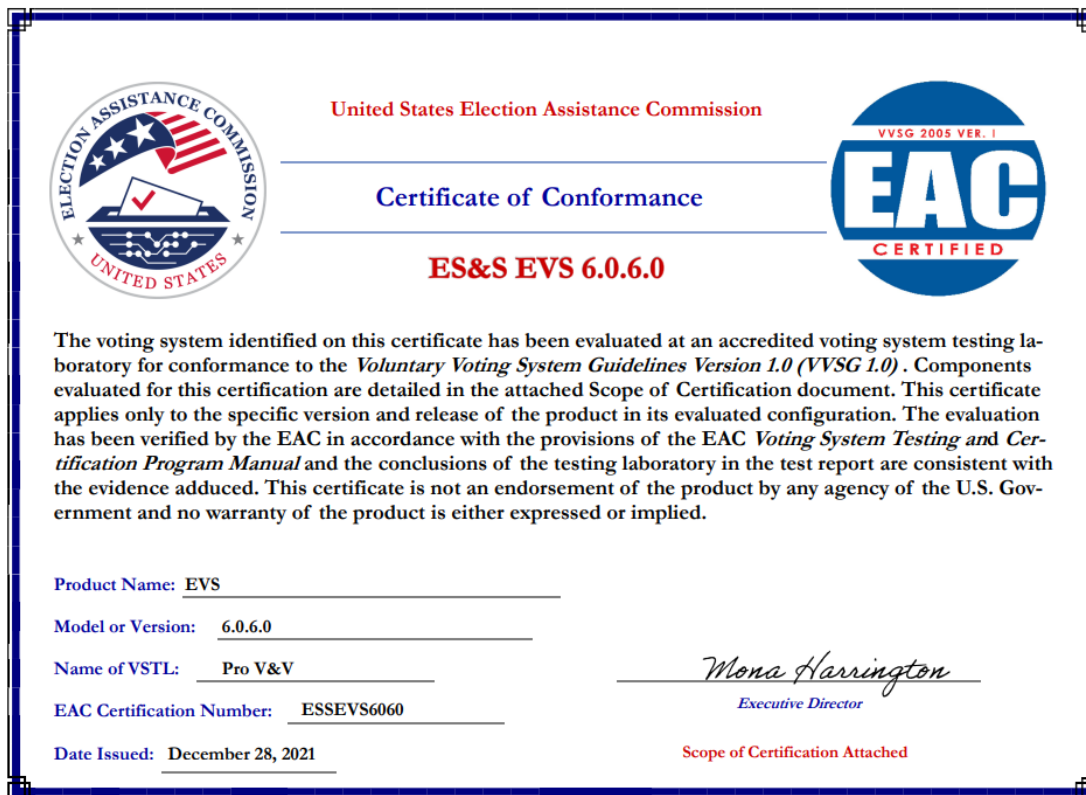 ELECTION ASSISTANCE COMMISSION
UNITED STATES
United States Election Assistance Commission
Certificate of Conformance
ES&S EVS 6.0.6.0
VVSG 2005 VER. I
EAC
CERTIFIED
The voting system identified on this certificate has been evaluated at an accredited voting system testing la-
boratory for conformance to the Voluntary Voting System Guidelines Version 1.0 (VVSG 1.0) . Components
evaluated for this certification are detailed in the attached Scope of Certification document. This certificate
applies only to the specific version and release of the product in its evaluated configuration. The evaluation
has been verified by the EAC in accordance with the provisions of the EAC Voting System Testing and Cer-
tification Program Manual and the conclusions of the testing laboratory in the test report are consistent with
the evidence adduced. This certificate is not an endorsement of the product by any agency of the U.S. Gov-
ernment and no warranty of the product is either expressed or implied.
Product Name: EVS
Model or Version: 6.0.6.0
Name of VSTL: Pro V&V
EAC Certification Number: ESSEVS6060
Date Issued: December 28, 2021
Mona Harrington
Executive Director
Scope of Certification Attached